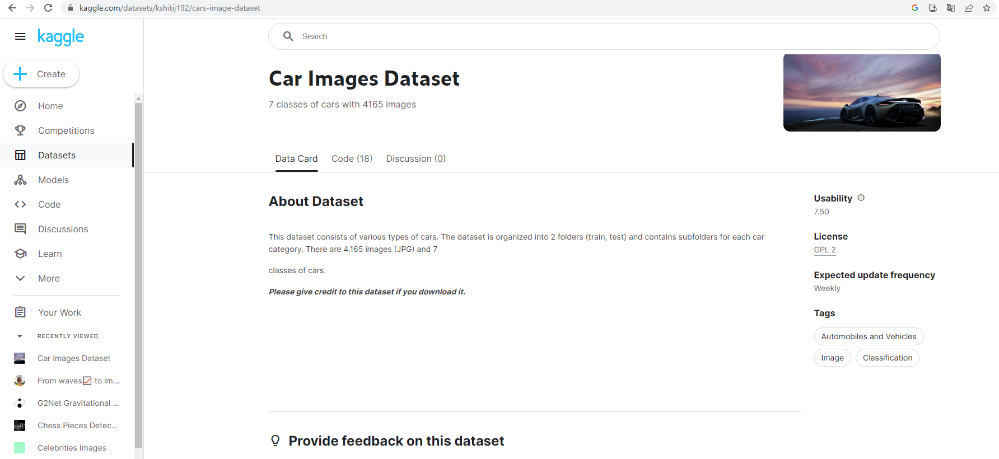 kaggle.com/datasets/kshitij192/cars-image-dataset
kaggle
Search
Create
Home
Competitions
Datasets
Models
Code
Discussions
Learn
More
Your Work
RECENTLY VIEWED
Car Images Dataset
From waves📈 to im...
G2Net Gravitational ...
Chess Pieces Detec...
Celebrities Images
Car Images Dataset
7 classes of cars with 4165 images
Data Card Code (18) Discussion (0)
About Dataset
This dataset consists of various types of cars. The dataset is organized into 2 folders (train, test) and contains subfolders for each car
category. There are 4,165 images (JPG) and 7
classes of cars.
Please give credit to this dataset if you download it.
Usability
7.50
License
GPL 2
Expected update frequency
Weekly
Tags
Automobiles and Vehicles
Image Classification
Provide feedback on this dataset